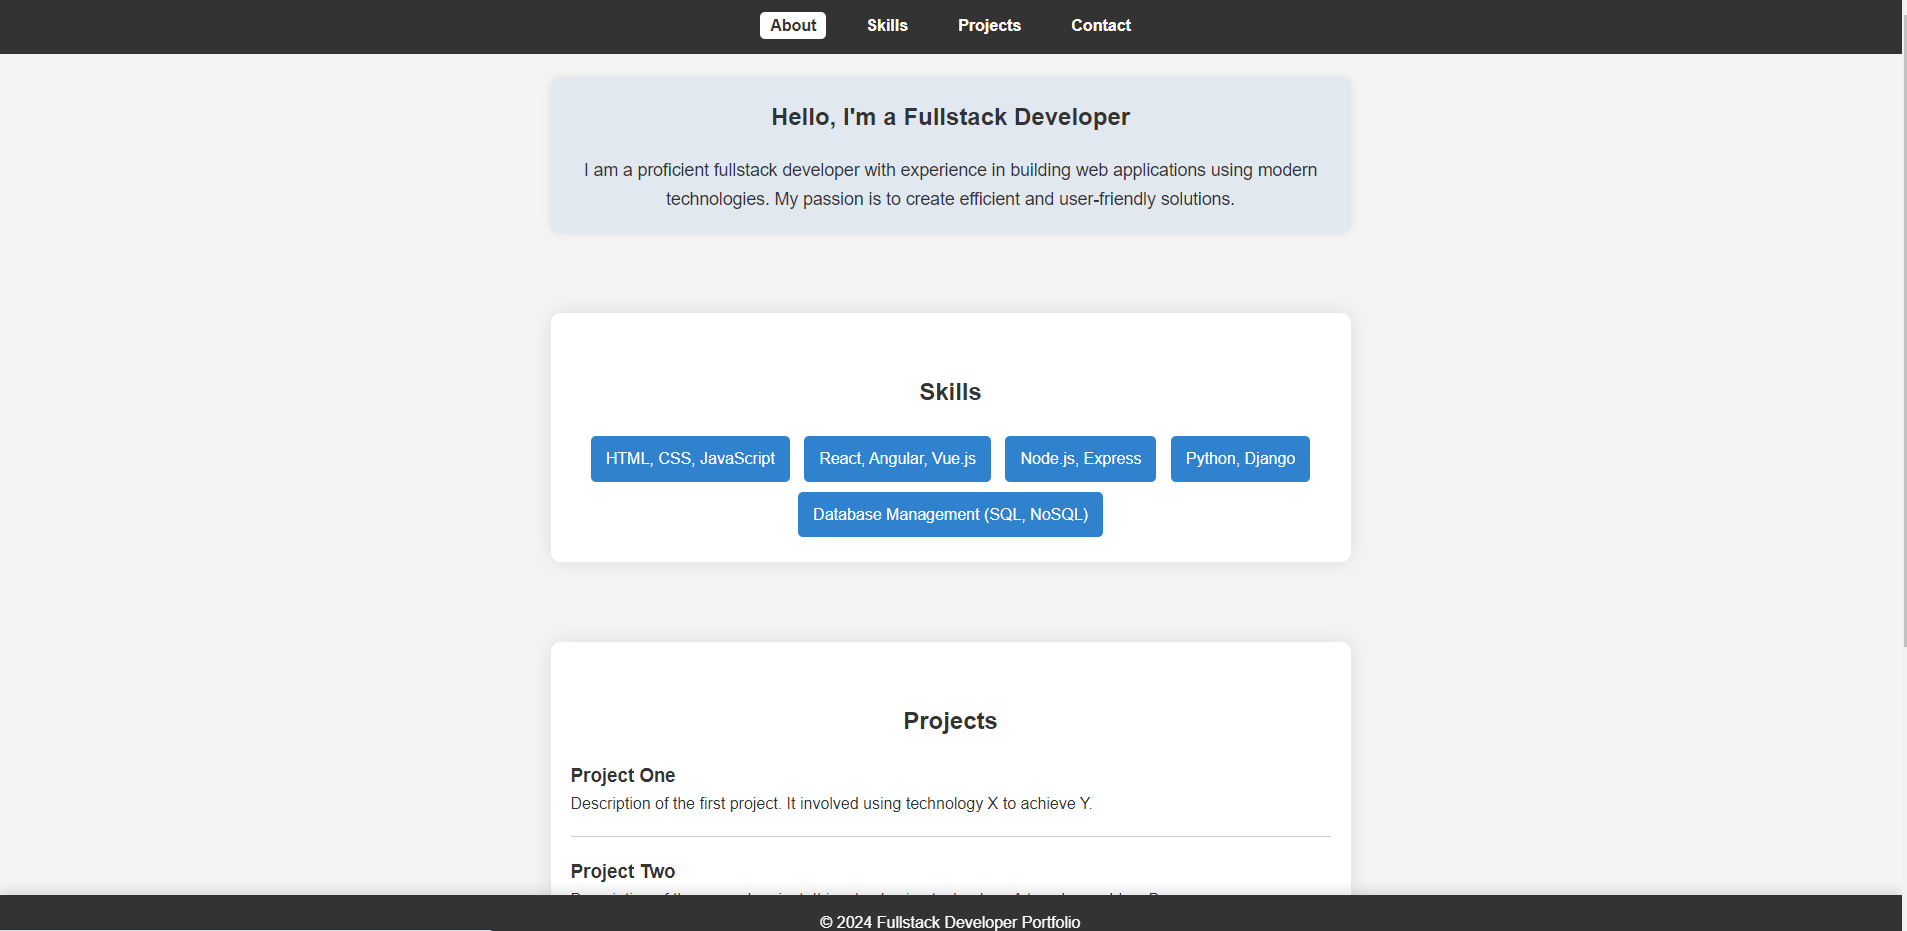 About Skills Projects Contact
Hello, I'm a Fullstack Developer
I am a proficient fullstack developer with experience in building web applications using modern
technologies. My passion is to create efficient and user-friendly solutions.
Skills
HTML, CSS, JavaScript React, Angular, Vue.js Node.js, Express Python, Django
Database Management (SQL, NoSQL)
Projects
Project One
Description of the first project. It involved using technology X to achieve Y.
Project Two
© 2024 Fullstack Developer Portfolio